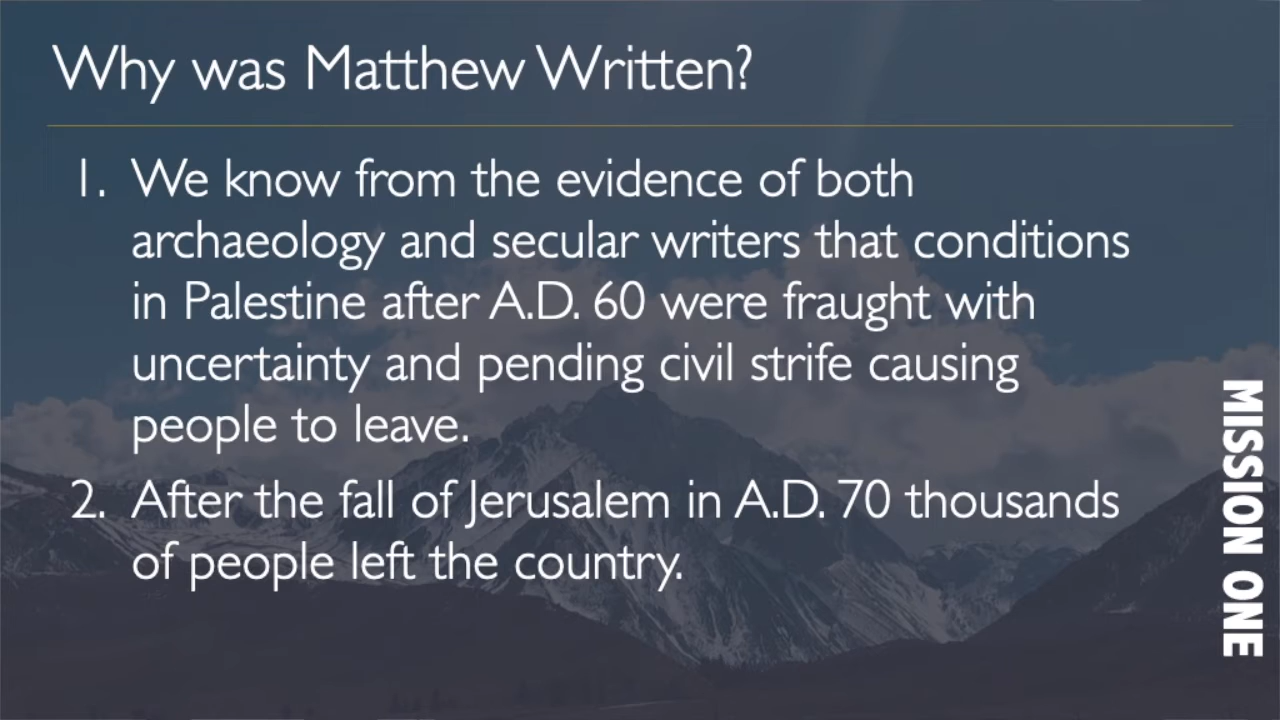 Why was Matthew Written?
1. We know from the evidence of both
archaeology and secular writers that conditions
in Palestine after A.D. 60 were fraught with
uncertainty and pending civil strife causing
people to leave.
2. After the fall of Jerusalem in A.D. 70 thousands
of people left the country.
MISSION ONE